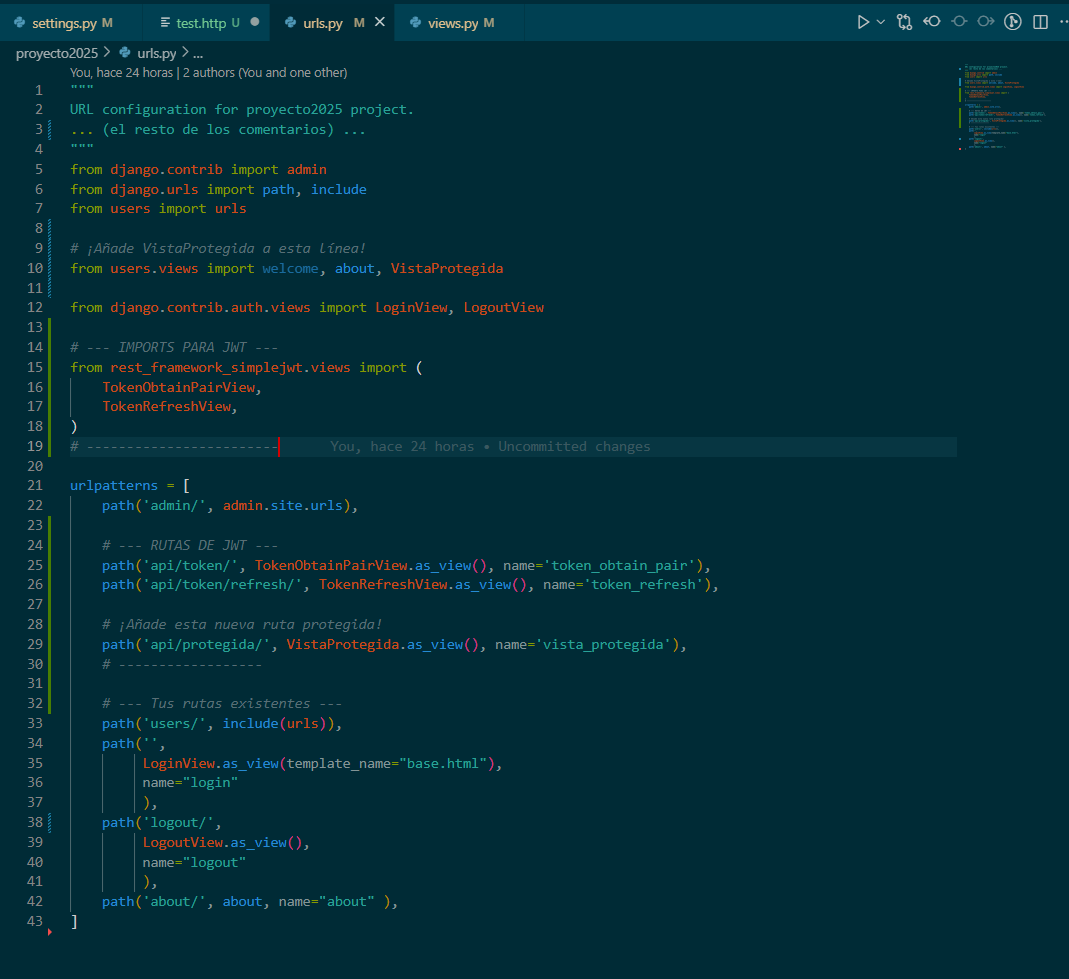 settings.py M
test.http U
urls.py M
views.py M
proyecto2025 > urls.py > ...
You, hace 24 horas | 2 authors (You and one other)
1 """
2 URL configuration for proyecto2025 project.
3 ... (el resto de los comentarios) ...
4 """
5 from django.contrib import admin
6 from django.urls import path, include
7 from users import urls
8
9 # ¡Añade VistaProtegida a esta línea!
10 from users.views import welcome, about, VistaProtegida
11
12 from django.contrib.auth.views import LoginView, LogoutView
13
14 # --- IMPORTS PARA JWT ---
15 from rest_framework_simplejwt.views import (
16     TokenObtainPairView,
17     TokenRefreshView,
18 )
19 # ------------------------ You, hace 24 horas • Uncommitted changes
20
21 urlpatterns = [
22     path('admin/', admin.site.urls),
23
24     # --- RUTAS DE JWT ---
25     path('api/token/', TokenObtainPairView.as_view(), name='token_obtain_pair'),
26     path('api/token/refresh/', TokenRefreshView.as_view(), name='token_refresh'),
27
28     # ¡Añade esta nueva ruta protegida!
29     path('api/protegida/', VistaProtegida.as_view(), name='vista_protegida'),
30     # ------------------
31
32     # --- Tus rutas existentes ---
33     path('users/', include(urls)),
34     path('',
35          LoginView.as_view(template_name="base.html"),
36          name="login"
37          ),
38     path('logout/',
39          LogoutView.as_view(),
40          name="logout"
41          ),
42     path('about/', about, name="about" ),
43 ]